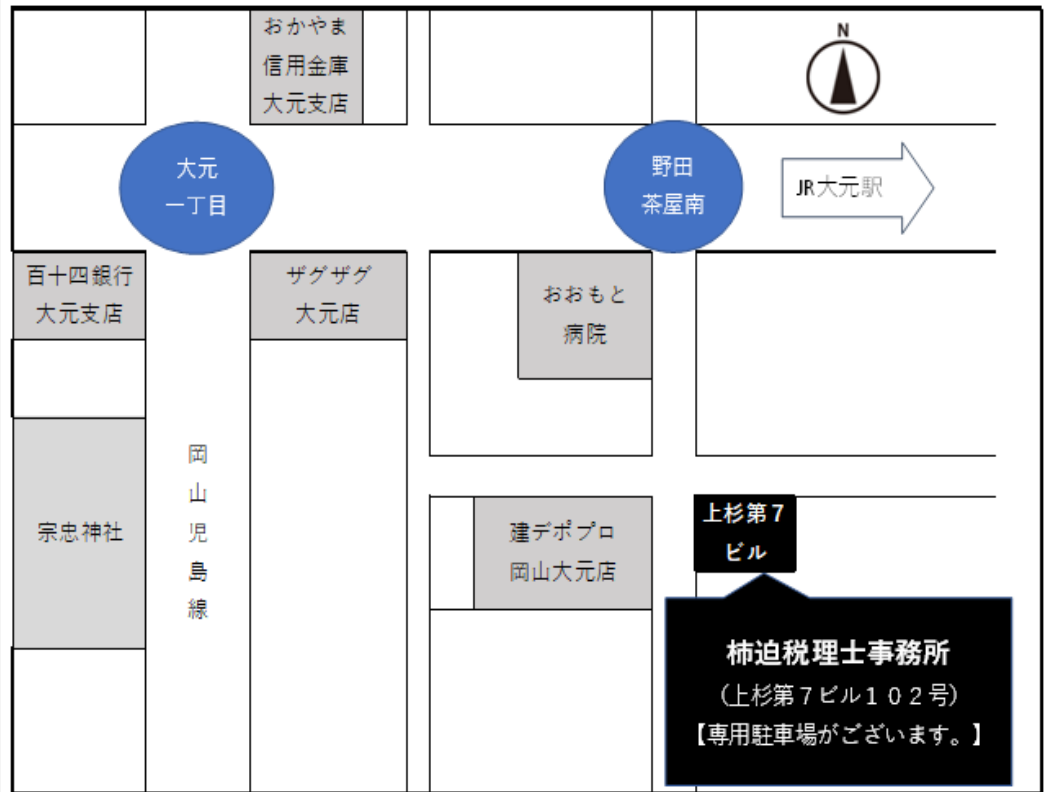 おかやま
信用金庫
大元支店
N
大元
一丁目
野田
茶屋南
JR大元駅
百十四銀行
大元支店
ザグザグ
大元店
おおもと
病院
岡山児島線
宗忠神社
建デポプロ
岡山大元店
上杉第7
ビル
柿迫税理士事務所
（上杉第7ビル１０２号）
【専用駐車場がございます。】